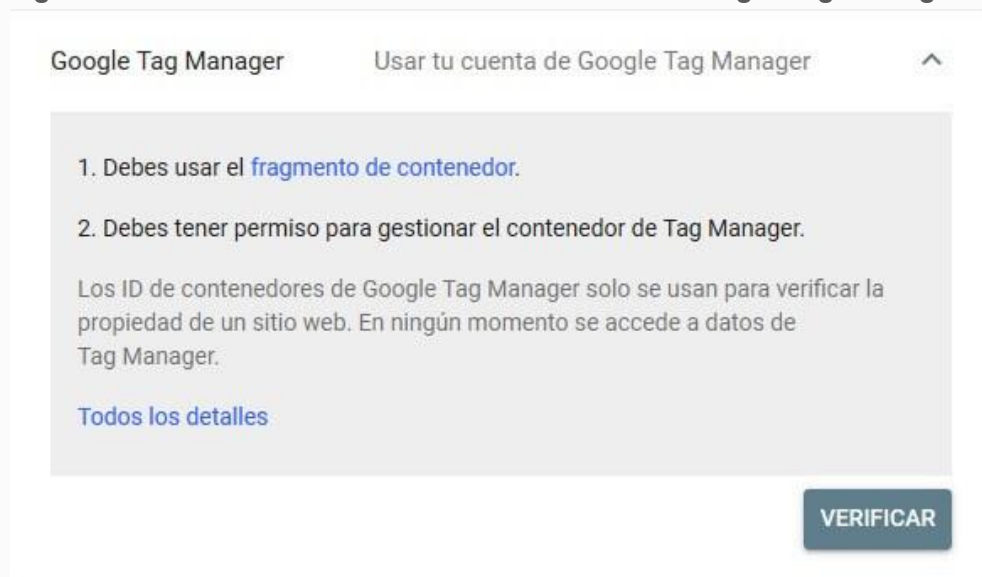 Google Tag Manager Usar tu cuenta de Google Tag Manager
1. Debes usar el fragmento de contenedor.
2. Debes tener permiso para gestionar el contenedor de Tag Manager.
Los ID de contenedores de Google Tag Manager solo se usan para verificar la
propiedad de un sitio web. En ningún momento se accede a datos de
Tag Manager.
Todos los detalles
VERIFICAR